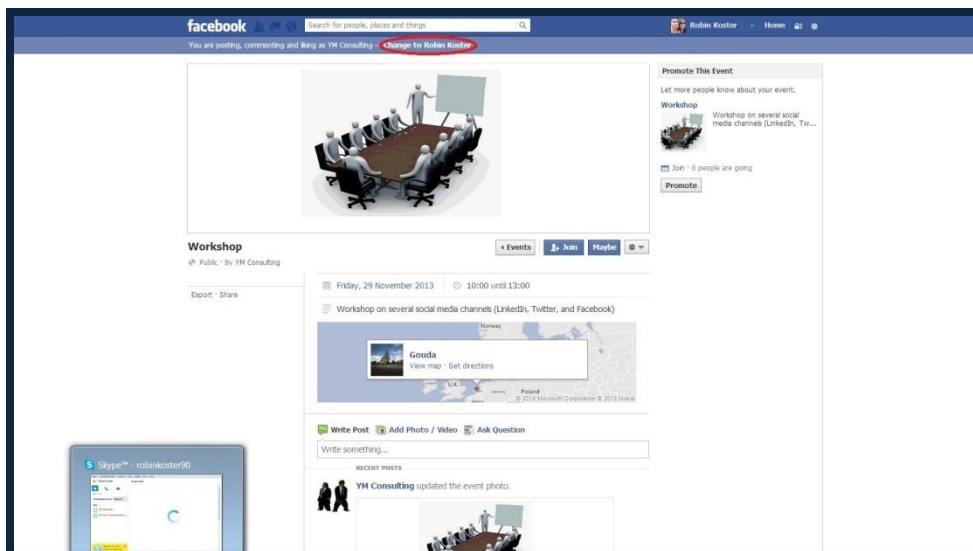 facebook
Search for people, places and things
Robin Koster
Home
You are posting, commenting and liking as YM Consulting – Change to Robin Koster
Promote This Event
Let more people know about your event.
Workshop
Workshop on several social
media channels (LinkedIn, Tw...
Join · 0 people are going
Promote
Workshop
Events
Join
Maybe
Public · By YM Consulting
Export · Share
Friday, 29 November 2013
10:00 until 13:00
Workshop on several social media channels (LinkedIn, Twitter, and Facebook)
Norway
Gouda
View map · Get directions
U.K.
Poland
© 2013 Microsoft Corporation © 2013 Nokia
Write Post
Add Photo / Video
Ask Question
Write something...
RECENT POSTS
YM Consulting updated the event photo.
Skype™ - robinkoster90